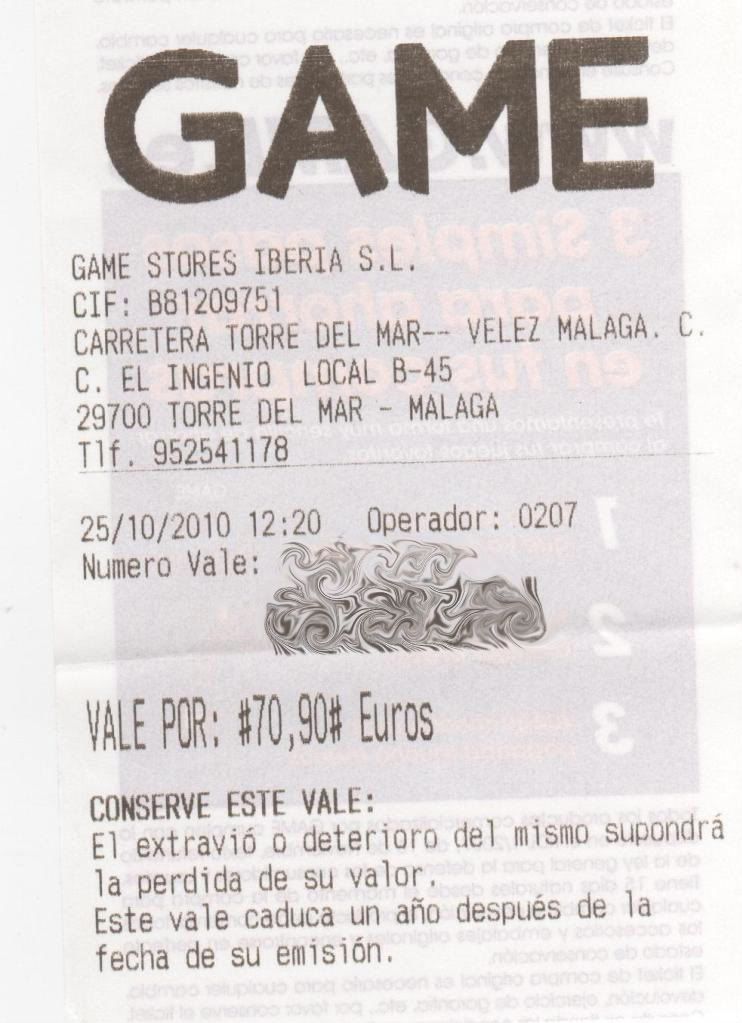 GAME
GAME STORES IBERIA S.L.
CIF: B81209751
CARRETERA TORRE DEL MAR-- VELEZ MALAGA. C.
C. EL INGENIO LOCAL B-45
29700 TORRE DEL MAR - MALAGA
Tlf. 952541178
25/10/2010 12:20 Operador: 0207
Numero Vale:
VALE POR: #70,90# Euros
CONSERVE ESTE VALE:
El extravió o deterioro del mismo supondrá
la perdida de su valor.
Este vale caduca un año después de la
fecha de su emisión.